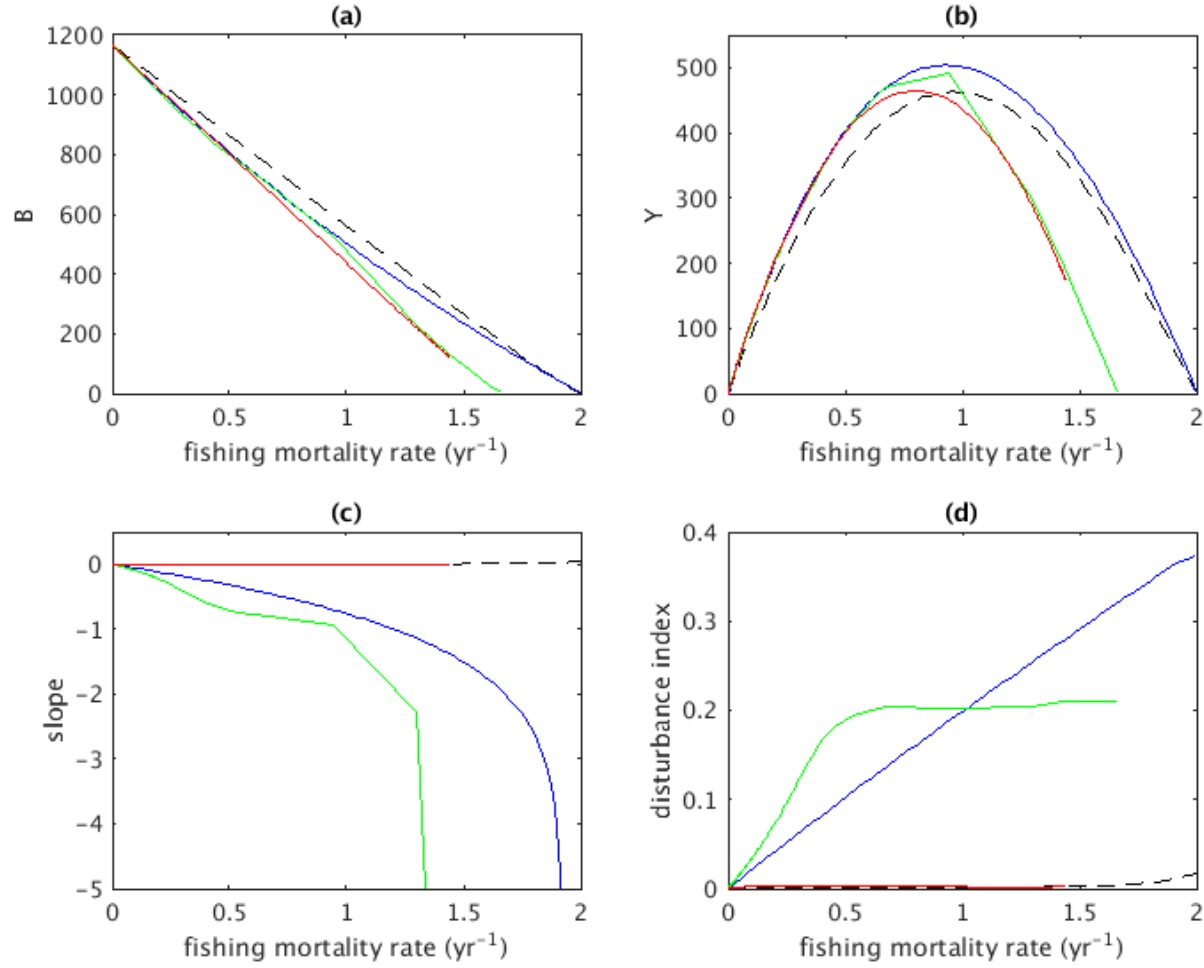 (a)
1200
1000
800
600
400
200
0
B
0 0.5 1 1.5 2
fishing mortality rate (yr⁻¹)
(b)
500
400
300
200
100
0
Y
0 0.5 1 1.5 2
fishing mortality rate (yr⁻¹)
(c)
0
-1
-2
-3
-4
-5
slope
0 0.5 1 1.5 2
fishing mortality rate (yr⁻¹)
(d)
0.4
0.3
0.2
0.1
0
disturbance index
0 0.5 1 1.5 2
fishing mortality rate (yr⁻¹)